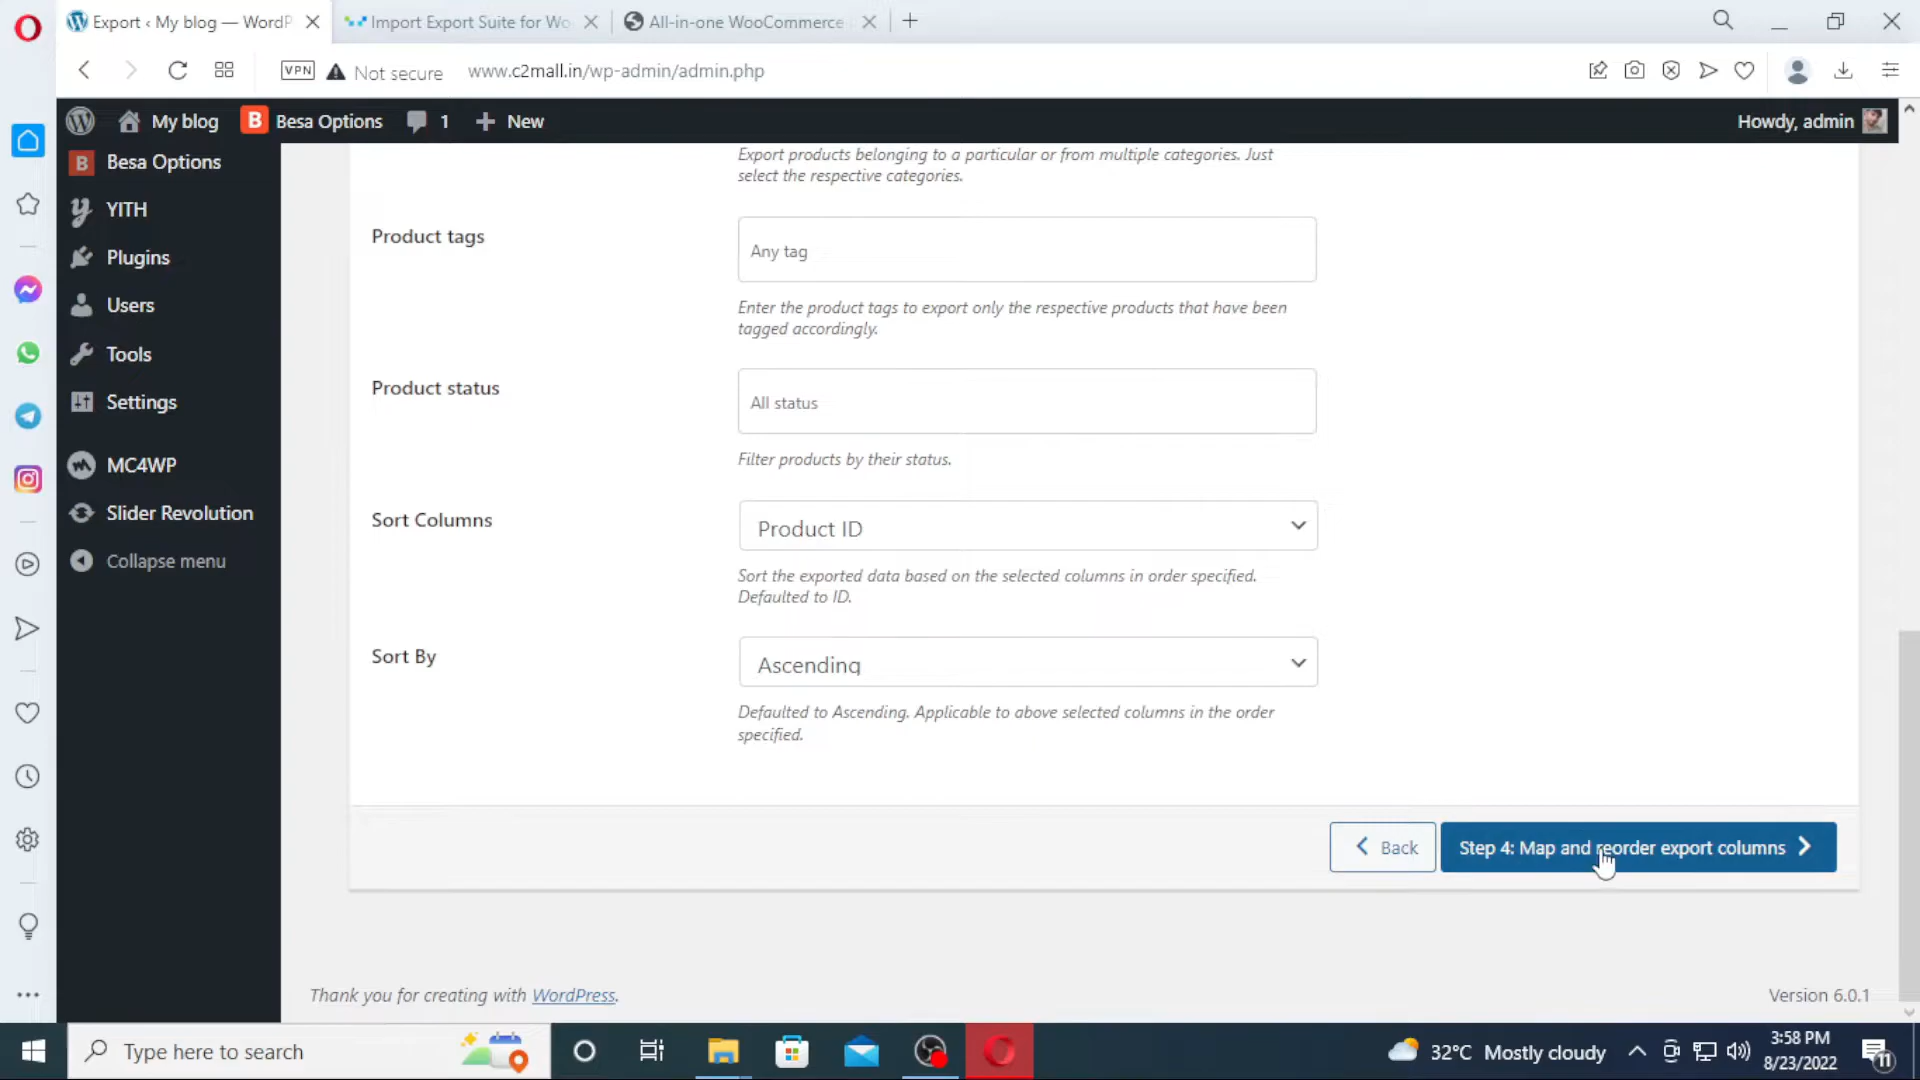 Export ‹ My blog — WordP
Import Export Suite for Wo
All-in-one WooCommerce
VPN
Not secure
www.c2mall.in/wp-admin/admin.php
My blog
B
Besa Options
1
New
Howdy, admin
B
Besa Options
YITH
Plugins
Users
Tools
Settings
MC4WP
Slider Revolution
Collapse menu
Export products belonging to a particular or from multiple categories. Just
select the respective categories.
Product tags
Any tag
Enter the product tags to export only the respective products that have been
tagged accordingly.
Product status
All status
Filter products by their status.
Sort Columns
Product ID
Sort the exported data based on the selected columns in order specified.
Defaulted to ID.
Sort By
Ascending
Defaulted to Ascending. Applicable to above selected columns in the order
specified.
Back
Step 4: Map and reorder export columns
Thank you for creating with WordPress.
Version 6.0.1
Type here to search
32°C Mostly cloudy
3:58 PM
8/23/2022
11